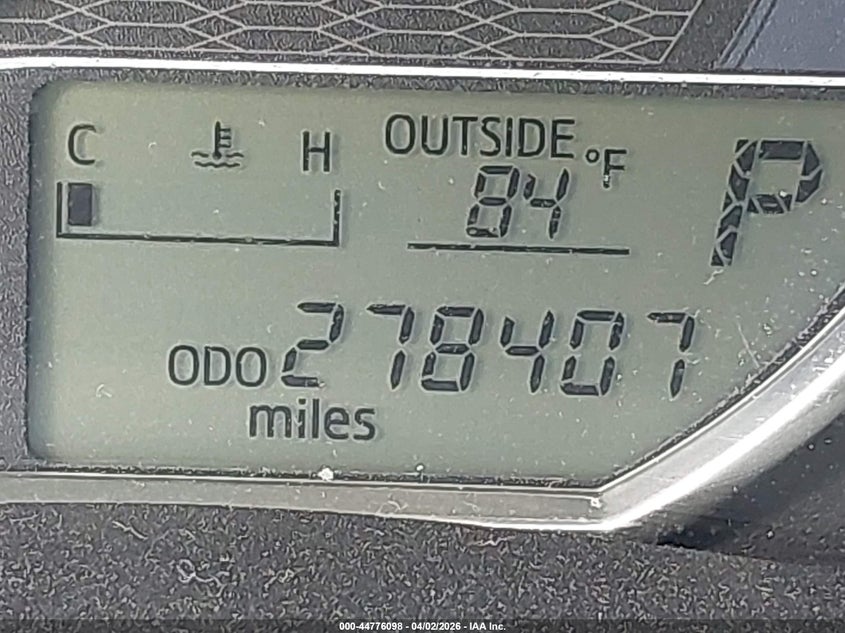 C H OUTSIDE °F P
84
ODO 278407
miles
000-44776098 - 04/02/2026 - IAA Inc.